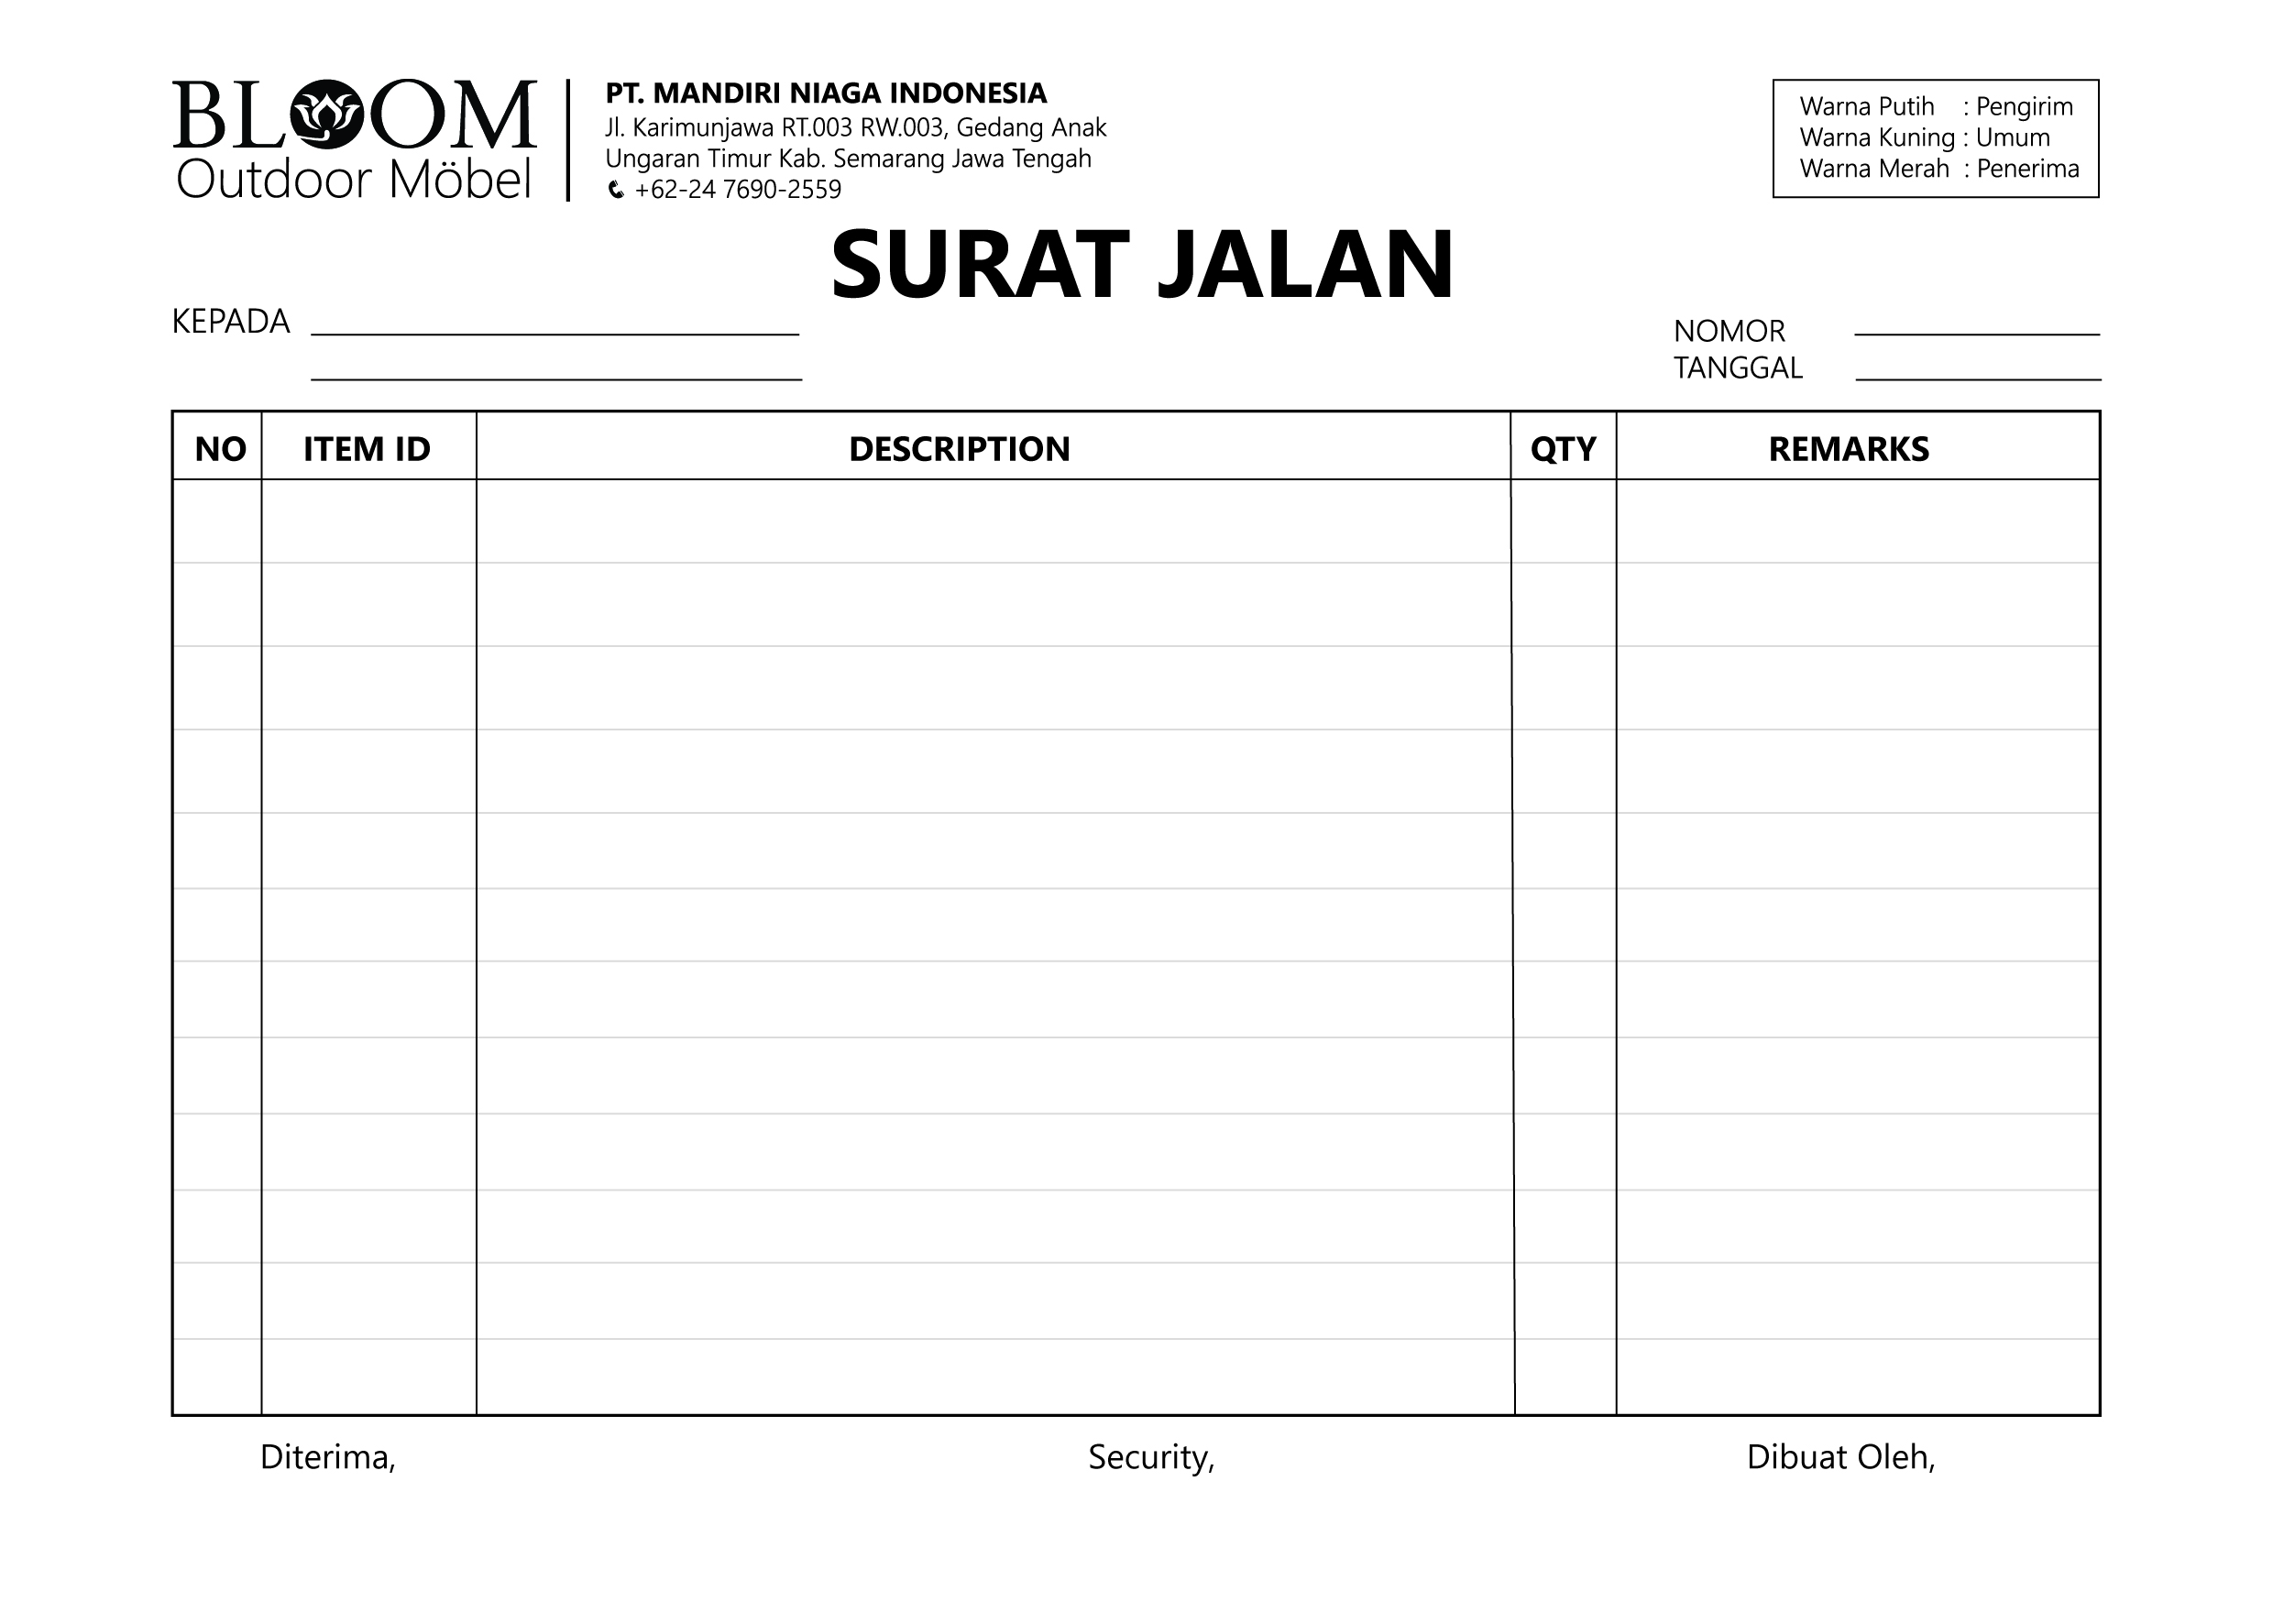 BLOOM
Outdoor Möbel
PT. MANDIRI NIAGA INDONESIA
Jl. Karimunjawa RT.003 RW.003, Gedang Anak
Ungaran Timur Kab. Semarang Jawa Tengah
+62-24 7690-2559
Warna Putih : Pengirim
Warna Kuning : Umum
Warna Merah : Penerima
SURAT JALAN
KEPADA
NOMOR
TANGGAL
NO ITEM ID DESCRIPTION QTY REMARKS
Diterima, Security, Dibuat Oleh,